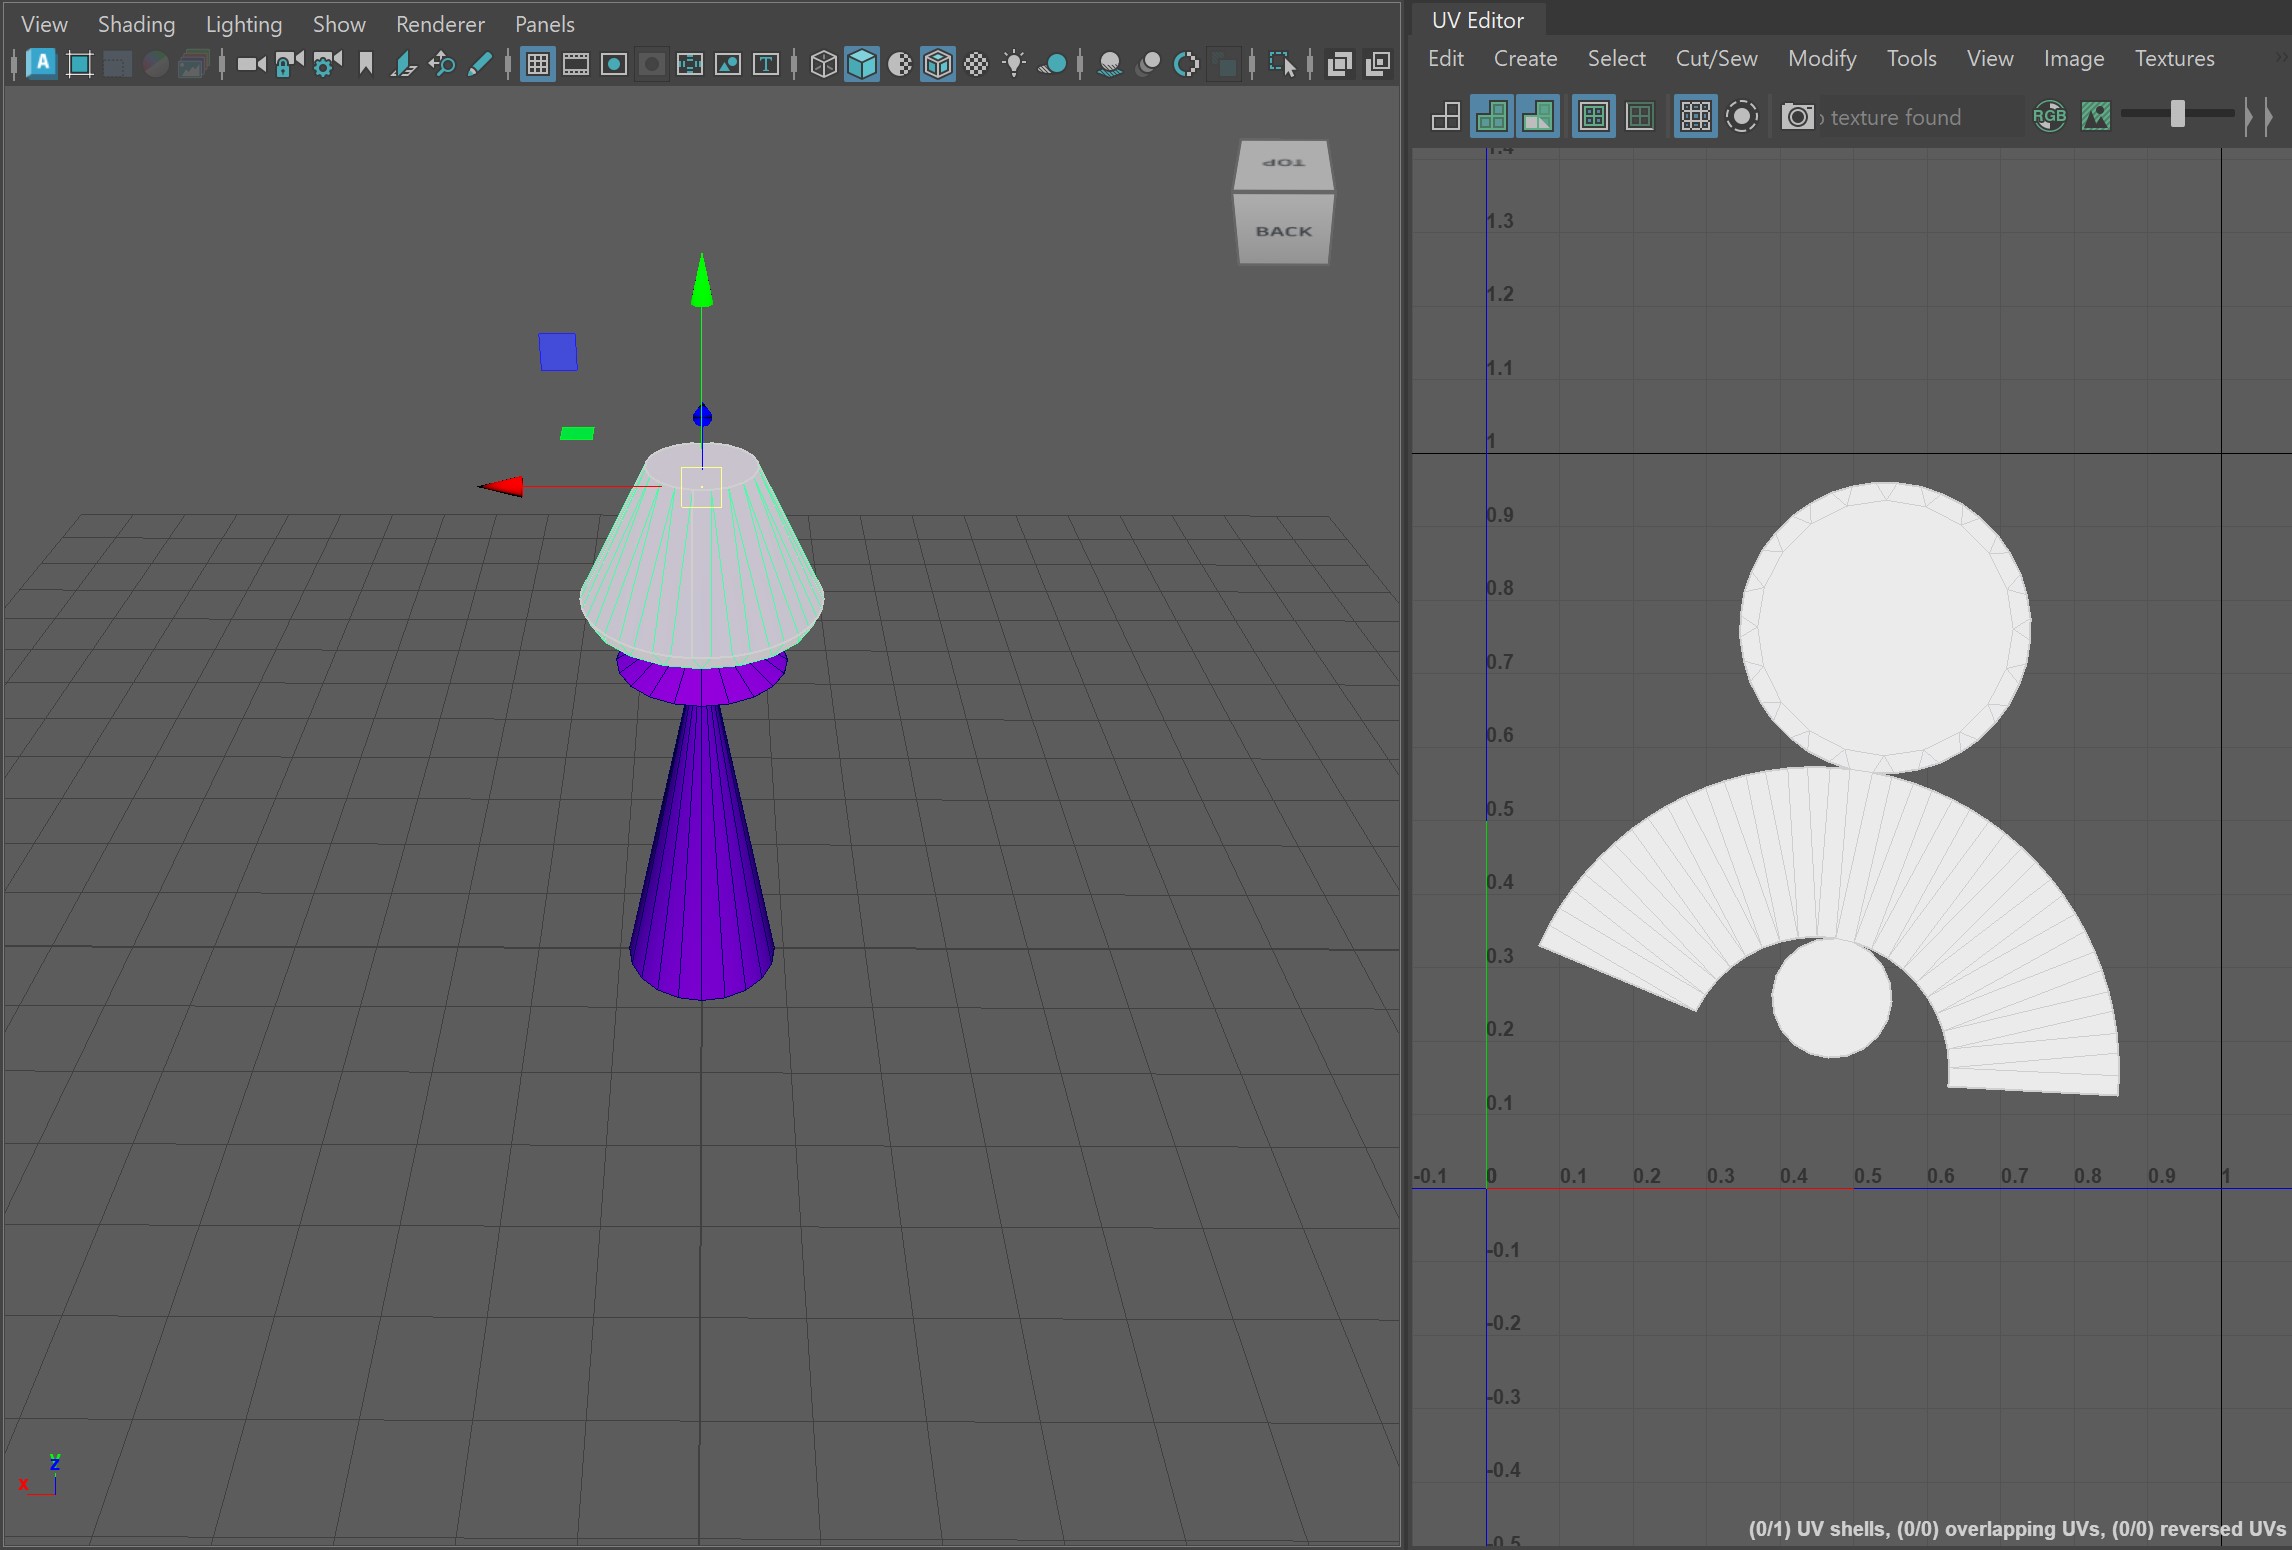 View Shading Lighting Show Renderer Panels
A
T
TOP
BACK
Y
Z
X
UV Editor
Edit Create Select Cut/Sew Modify Tools View Image Textures
texture found
RGB
1.4
1.3
1.2
1.1
1
0.9
0.8
0.7
0.6
0.5
0.4
0.3
0.2
0.1
-0.1 0 0.1 0.2 0.3 0.4 0.5 0.6 0.7 0.8 0.9 1
-0.1
-0.2
-0.3
-0.4
-0.5
(0/1) UV shells, (0/0) overlapping UVs, (0/0) reversed UVs